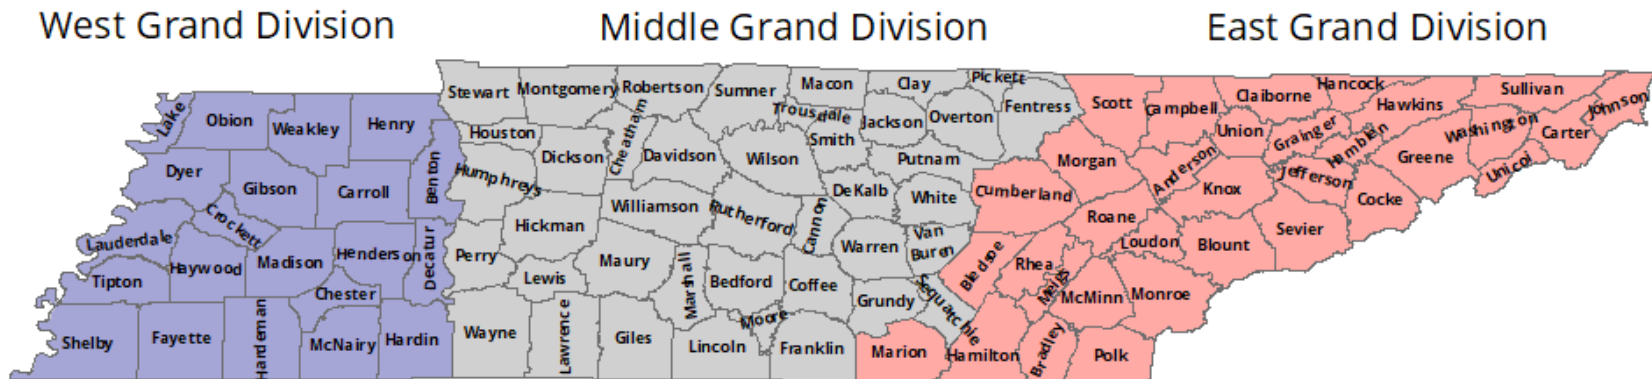 West Grand Division
Middle Grand Division
East Grand Division
Lake
Obion
Weakley
Henry
Dyer
Gibson
Carroll
Benton
Crockett
Lauderdale
Haywood
Madison
Henderson
Decatur
Tipton
Chester
Shelby
Fayette
Hardeman
McNairy
Hardin
Stewart
Montgomery
Robertson
Sumner
Macon
Clay
Pickett
Fentress
Trousdale
Jackson
Overton
Houston
Dickson
Cheatham
Davidson
Wilson
Smith
Putnam
Humphreys
Williamson
Rutherford
Cannon
DeKalb
White
Hickman
Perry
Lewis
Maury
Marshall
Bedford
Coffee
Warren
Van
Buren
Grundy
Sequatchie
Wayne
Lawrence
Giles
Lincoln
Moore
Franklin
Scott
Campbell
Claiborne
Hancock
Hawkins
Sullivan
Johnson
Union
Grainger
Hamblen
Washington
Carter
Unicoi
Greene
Morgan
Anderson
Knox
Jefferson
Cocke
Cumberland
Roane
Loudon
Blount
Sevier
Bledsoe
Rhea
Meigs
McMinn
Monroe
Marion
Hamilton
Bradley
Polk